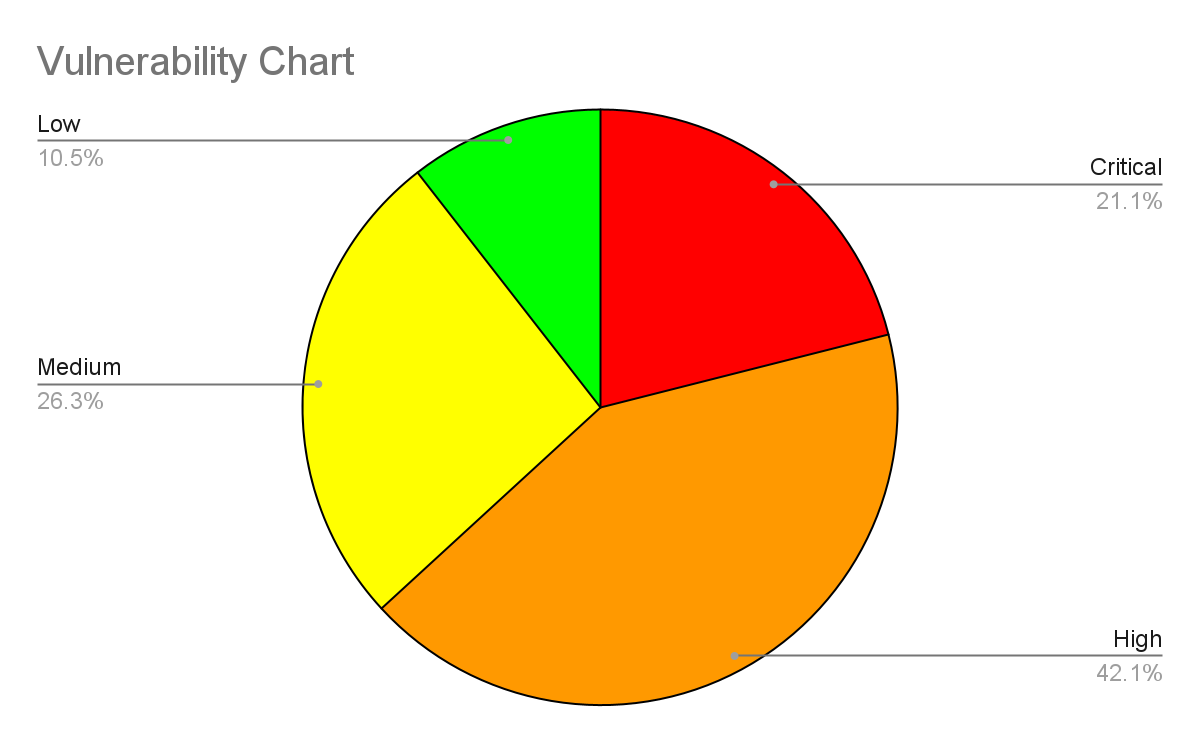 Vulnerability Chart
Low
10.5%
Critical
21.1%
Medium
26.3%
High
42.1%